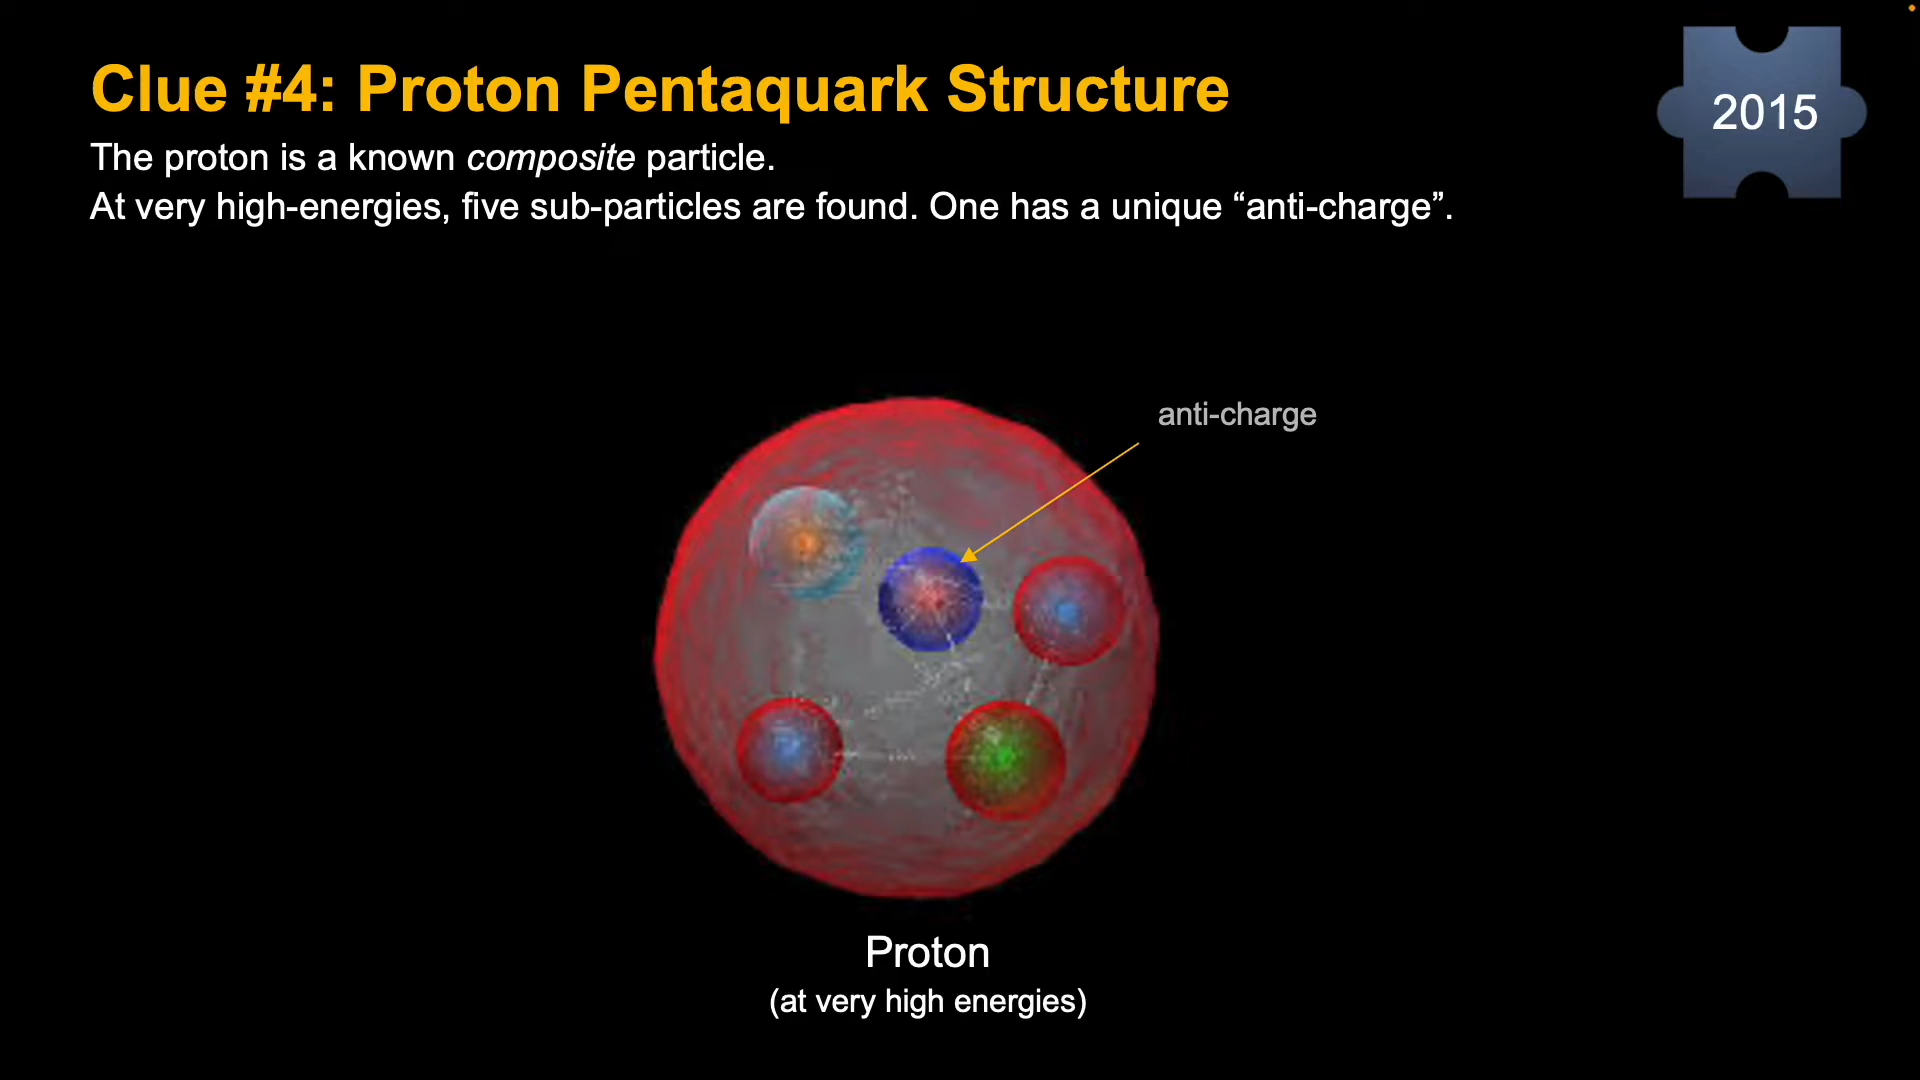 Clue #4: Proton Pentaquark Structure
2015
The proton is a known composite particle.
At very high-energies, five sub-particles are found. One has a unique “anti-charge”.
anti-charge
Proton
(at very high energies)